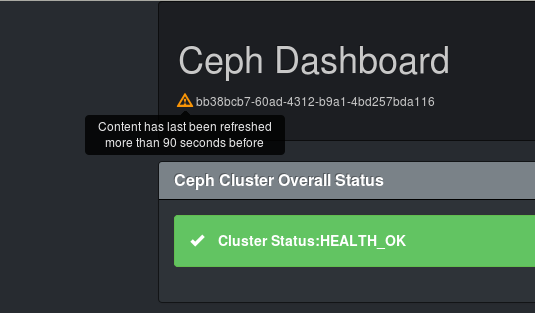 Ceph Dashboard
bb38bcb7-60ad-4312-b9a1-4bd257bda116
Content has last been refreshed
more than 90 seconds before
Ceph Cluster Overall Status
Cluster Status:HEALTH_OK